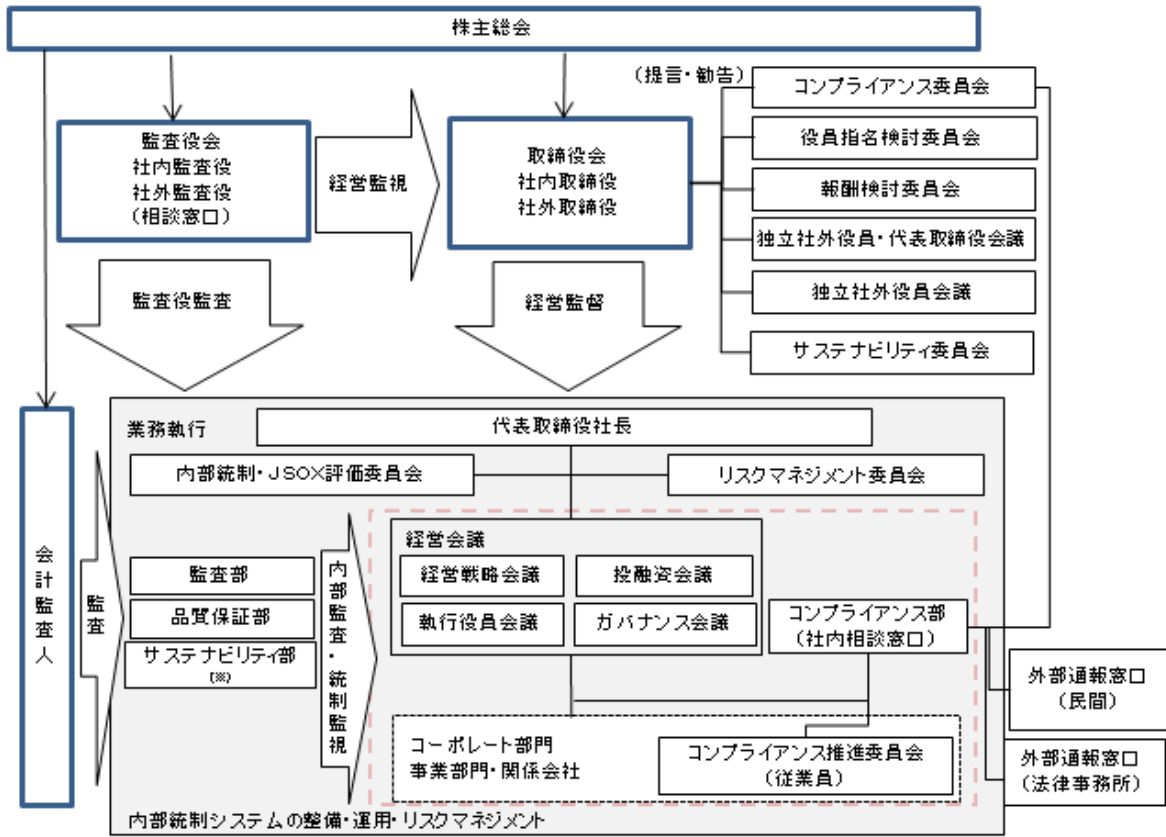 株主総会
(提言・勧告)
コンプライアンス委員会
役員指名検討委員会
報酬検討委員会
独立社外役員・代表取締役会議
独立社外役員会議
サステナビリティ委員会
監査役会
社内監査役
社外監査役
(相談窓口)
経営監視
取締役会
社内取締役
社外取締役
監査役監査
経営監督
業務執行
代表取締役社長
内部統制・JSOX評価委員会
リスクマネジメント委員会
会計監査人
監査
監査部
品質保証部
サステナビリティ部
(※)
内部監査・統制監視
経営会議
経営戦略会議
投融資会議
執行役員会議
ガバナンス会議
コンプライアンス部
(社内相談窓口)
外部通報窓口
(民間)
外部通報窓口
(法律事務所)
コーポレート部門
事業部門・関係会社
コンプライアンス推進委員会
(従業員)
内部統制システムの整備・運用・リスクマネジメント